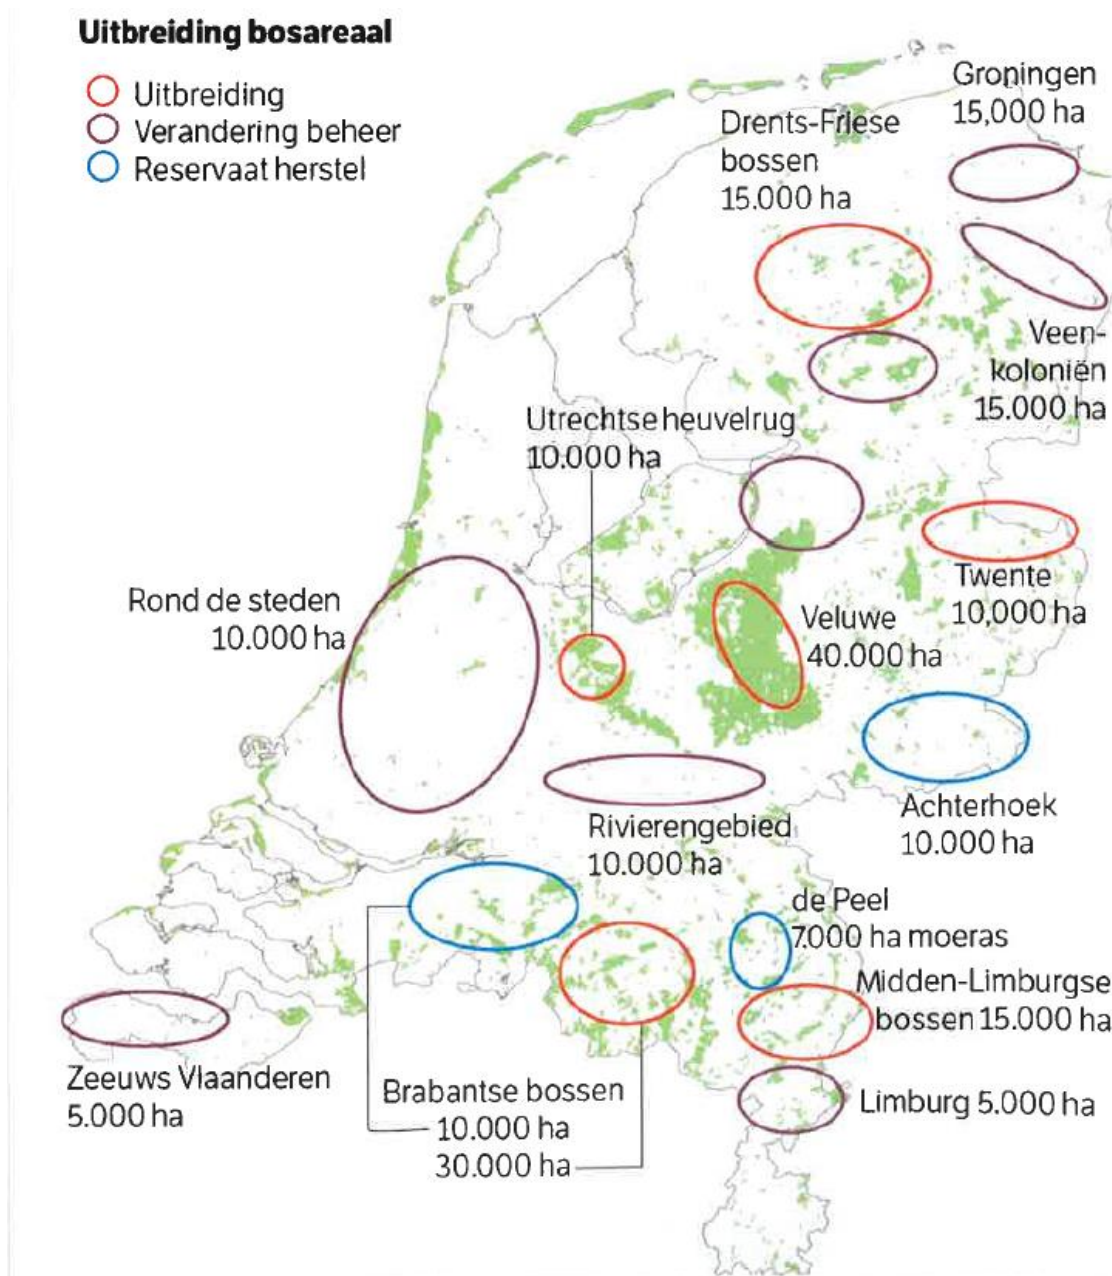 Uitbreiding bosareaal
Uitbreiding
Verandering beheer
Reservaat herstel
Groningen
15,000 ha
Drents-Friese
bossen
15.000 ha
Veen-
koloniën
15.000 ha
Utrechtse heuvelrug
10.000 ha
Twente
10,000 ha
Rond de steden
10.000 ha
Veluwe
40.000 ha
Achterhoek
10.000 ha
Rivierengebied
10.000 ha
de Peel
7.000 ha moeras
Midden-Limburgse
bossen 15.000 ha
Zeeuws Vlaanderen
5.000 ha
Brabantse bossen
10.000 ha
30.000 ha
Limburg 5.000 ha